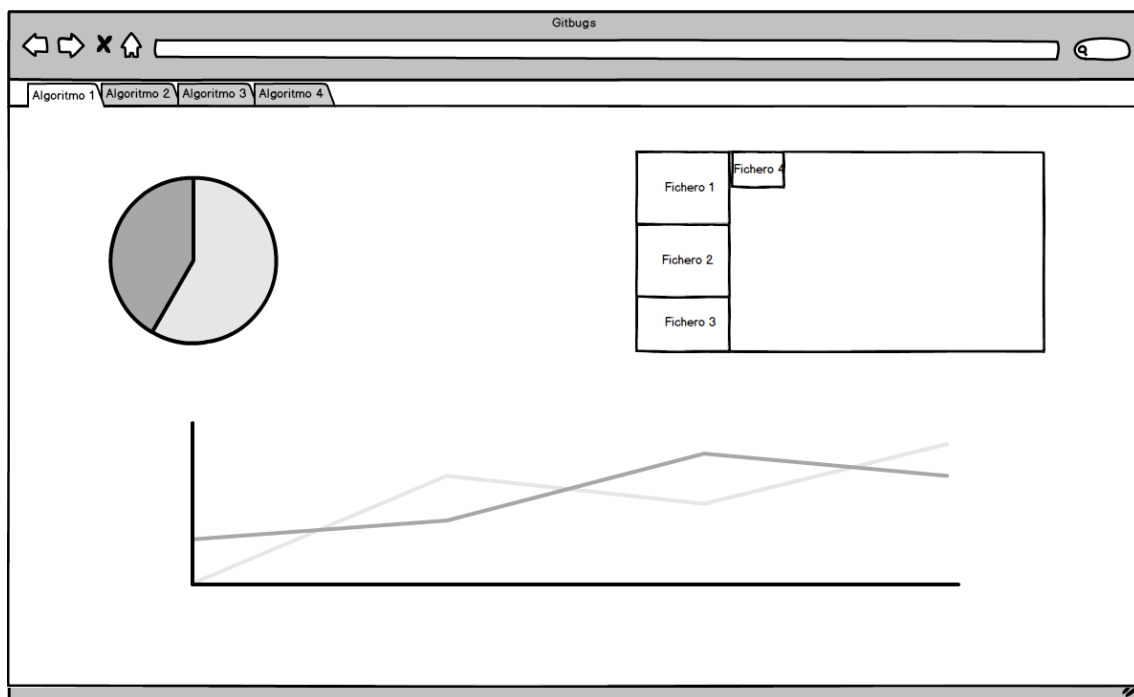 Gitbugs
Algoritmo 1 Algoritmo 2 Algoritmo 3 Algoritmo 4
Fichero 1
Fichero 4
Fichero 2
Fichero 3